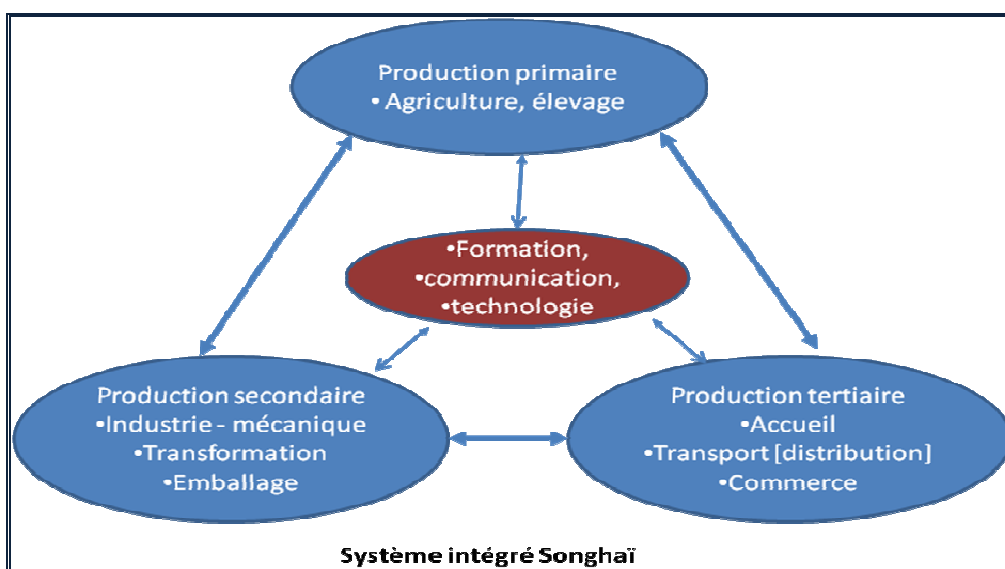 Production primaire
• Agriculture, élevage
•Formation,
•communication,
•technologie
Production secondaire
•Industrie - mécanique
•Transformation
•Emballage
Production tertiaire
•Accueil
•Transport [distribution]
•Commerce
Système intégré Songhaï